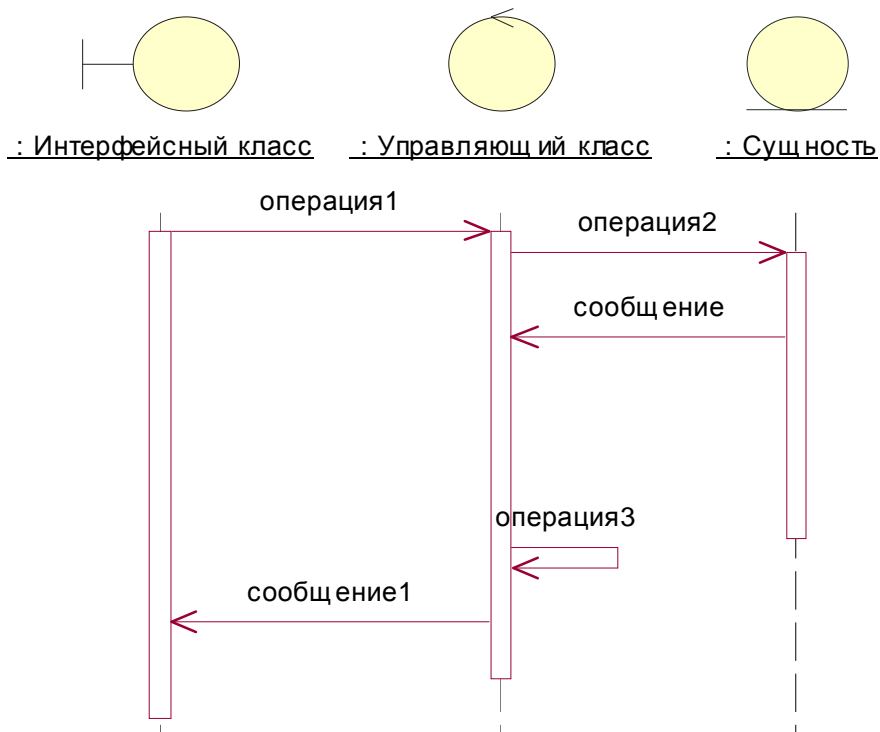 : Интерфейсный класс
: Управляющий класс
: Сущность
операция1
операция2
сообщение
операция3
сообщение1